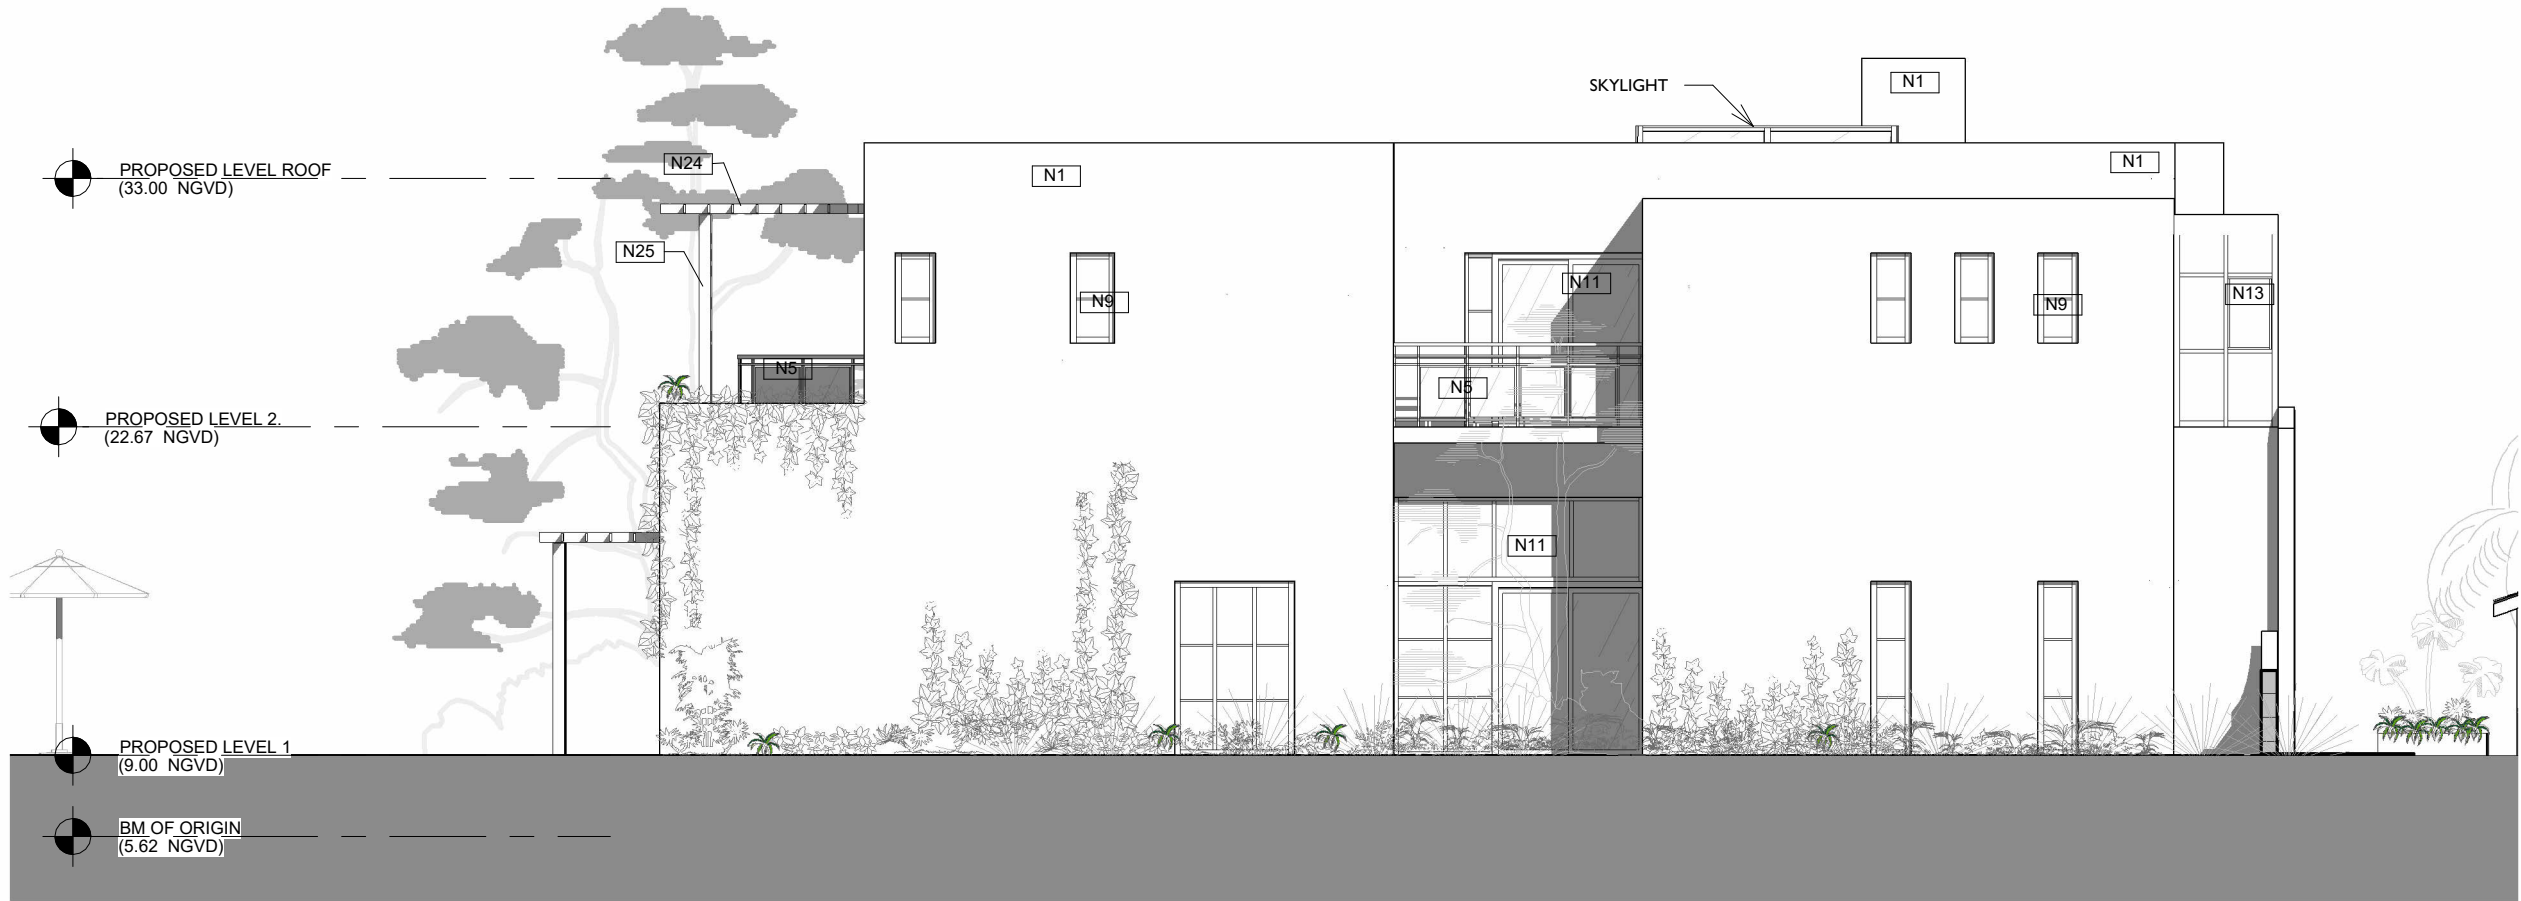 SKYLIGHT
N1
PROPOSED LEVEL ROOF
(33.00 NGVD)
N24
N1
N1
N25
N9
N11
N9
N13
N5
N5
PROPOSED LEVEL 2.
(22.67 NGVD)
N11
PROPOSED LEVEL 1
(9.00 NGVD)
BM OF ORIGIN
(5.62 NGVD)